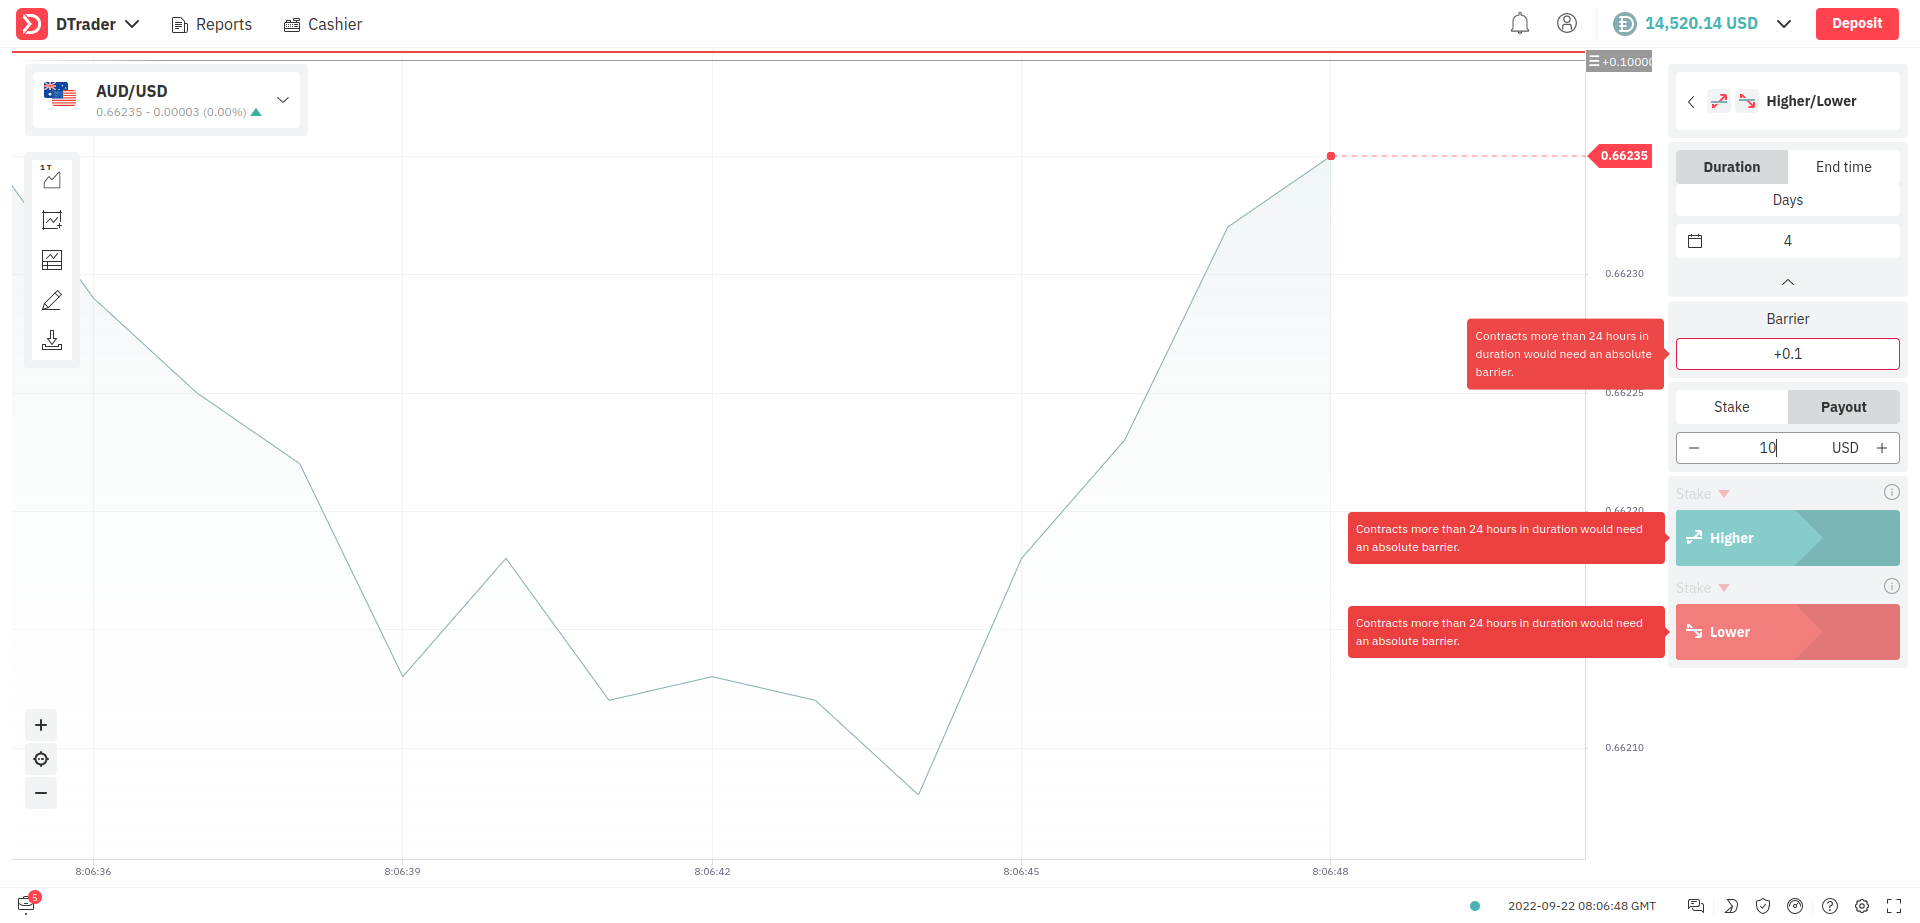 DTrader
Reports
Cashier
14,520.14 USD
Deposit
AUD/USD
0.66235 - 0.00003 (0.00%)
1T
+0.1000
0.66235
0.66230
0.66225
0.66220
0.66210
8:06:36
8:06:39
8:06:42
8:06:45
8:06:48
Higher/Lower
Duration
End time
Days
4
Barrier
+0.1
Contracts more than 24 hours in
duration would need an absolute
barrier.
Stake
Payout
10
USD
Stake
Higher
Contracts more than 24 hours in duration would need
an absolute barrier.
Stake
Lower
Contracts more than 24 hours in duration would need
an absolute barrier.
5
2022-09-22 08:06:48 GMT